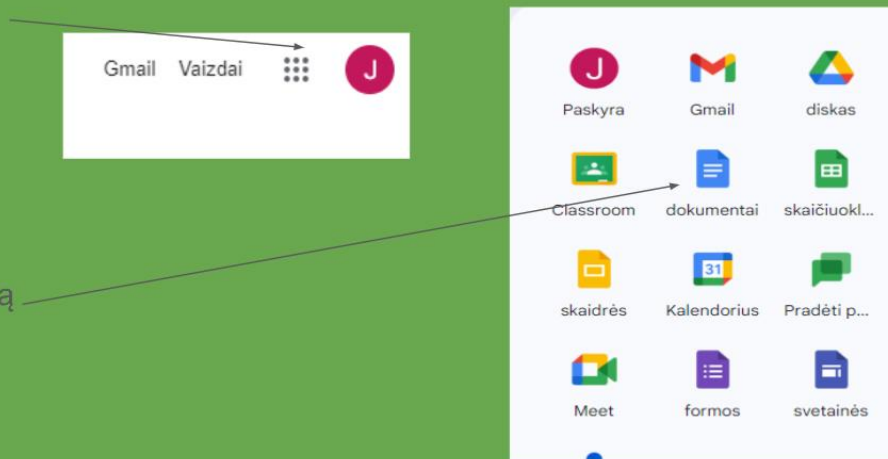 Gmail Vaizdai J
J
Paskyra Gmail diskas
Classroom dokumentai skaičiuokl...
31
skaidrės Kalendorius Pradėti p...
Meet formos svetainės
ą